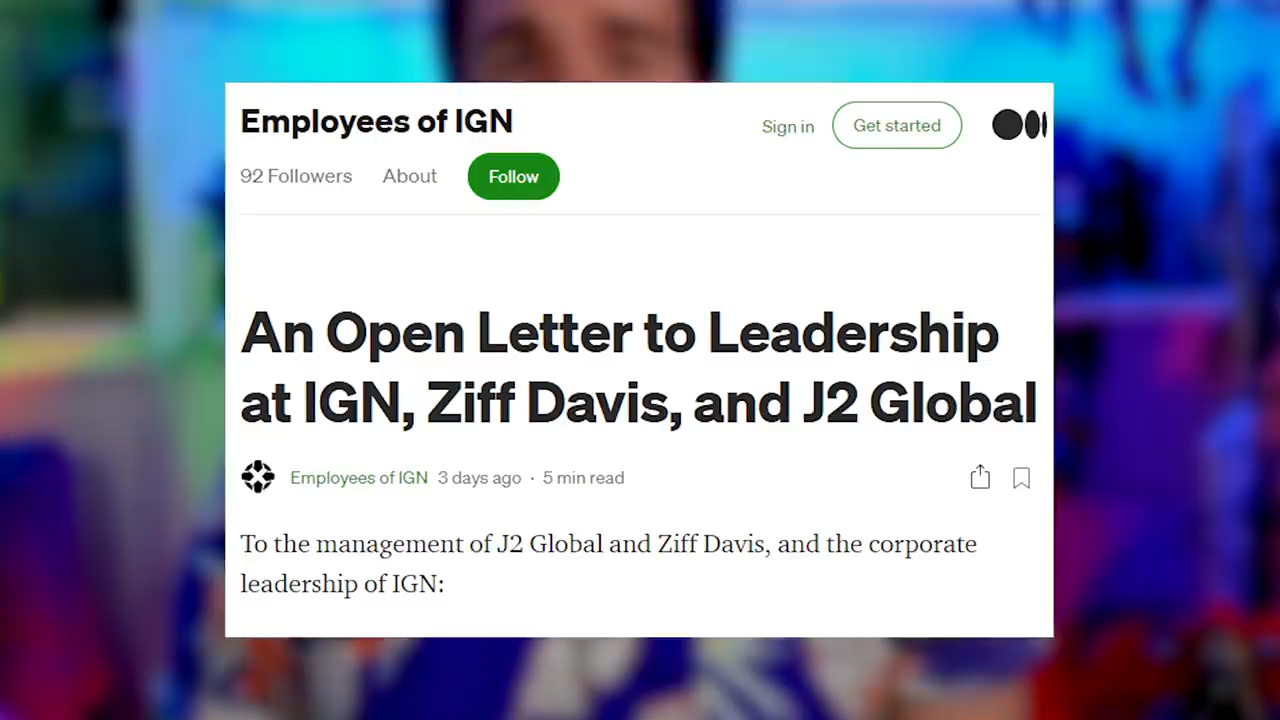 Employees of IGN
Sign in
Get started
92 Followers
About
Follow
An Open Letter to Leadership
at IGN, Ziff Davis, and J2 Global
Employees of IGN 3 days ago · 5 min read
To the management of J2 Global and Ziff Davis, and the corporate
leadership of IGN: